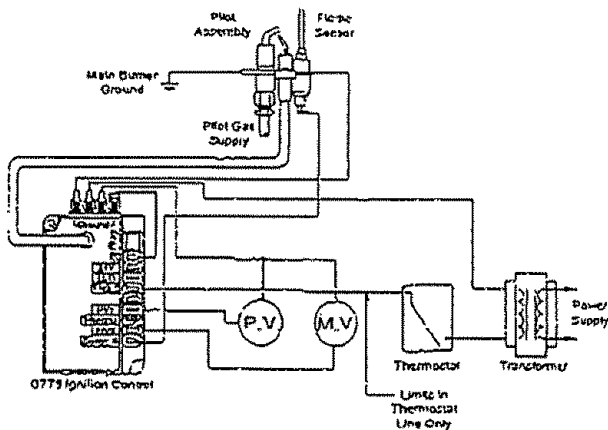 Pilot
Assembly
Flame
Sensor
Main Burner
Ground
Pilot Gas
Supply
Ground
P.V
M.V
Thermostat
Transformer
Power
Supply
G779 Ignition Control
Limits In
Thermostat
Line Only